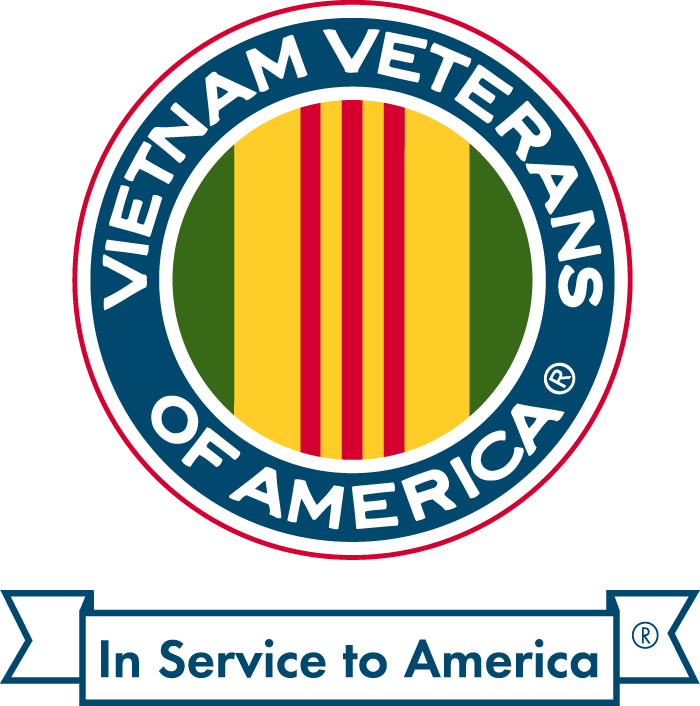 VIETNAM VETERANS
OF AMERICA ®
In Service to America ®